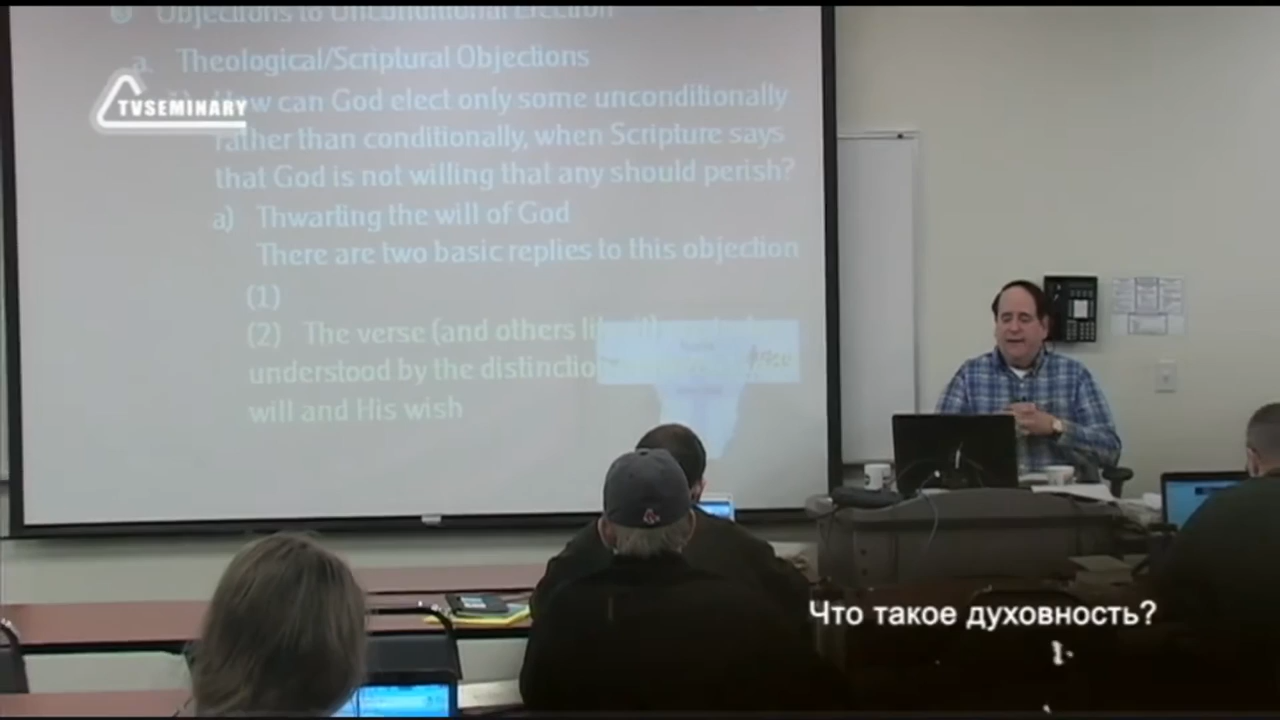 Objections to Unconditional Election
a. Theological/Scriptural Objections
TVSEMINARY
How can God elect only some unconditionally
rather than conditionally, when Scripture says
that God is not willing that any should perish?
a) Thwarting the will of God
There are two basic replies to this objection
(1)
(2) The verse (and others
understood by the distinction
will and His wish
Что такое духовность?